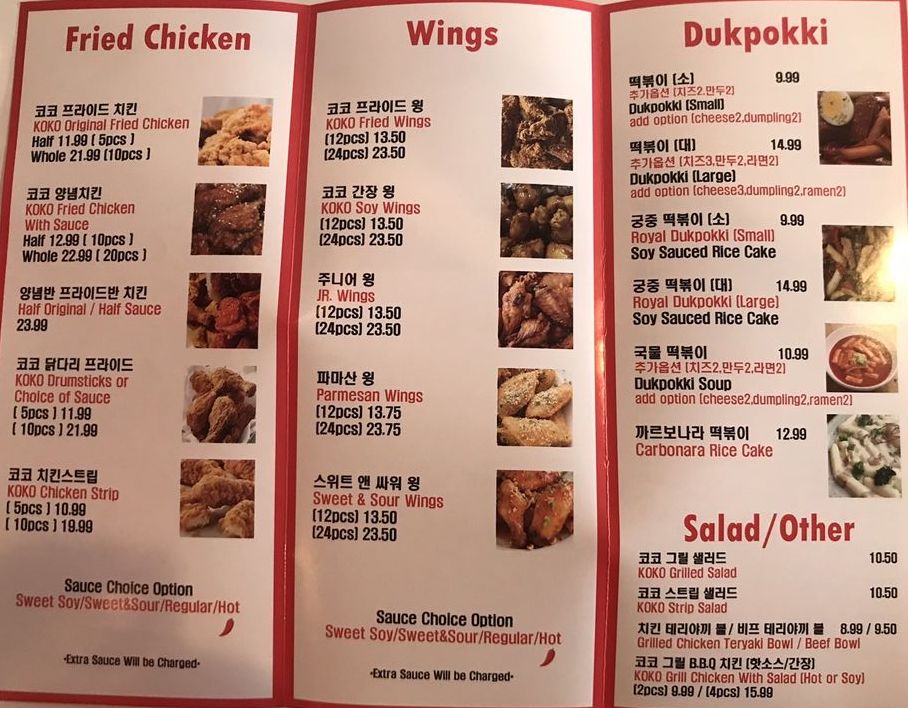 Fried Chicken
코코 프라이드 치킨
KOKO Original Fried Chicken
Half 11.99 ( 5pcs )
Whole 21.99 (10pcs )
코코 양념치킨
KOKO Fried Chicken
With Sauce
Half 12.99 ( 10pcs )
Whole 22.99 ( 20pcs )
양념반 프라이드반 치킨
Half Original / Half Sauce
23.99
코코 닭다리 프라이드
KOKO Drumsticks or
Choice of Sauce
( 5pcs ) 11.99
( 10pcs ) 21.99
코코 치킨스트립
KOKO Chicken Strip
( 5pcs ) 10.99
( 10pcs ) 19.99
Sauce Choice Option
Sweet Soy/Sweet&Sour/Regular/Hot
·Extra Sauce Will be Charged·
Wings
코코 프라이드 윙
KOKO Fried Wings
(12pcs) 13.50
(24pcs) 23.50
코코 간장 윙
KOKO Soy Wings
(12pcs) 13.50
(24pcs) 23.50
주니어 윙
JR. Wings
(12pcs) 13.50
(24pcs) 23.50
파마산 윙
Parmesan Wings
(12pcs) 13.75
(24pcs) 23.75
스위트 앤 싸워 윙
Sweet & Sour Wings
(12pcs) 13.50
(24pcs) 23.50
Sauce Choice Option
Sweet Soy/Sweet&Sour/Regular/Hot
·Extra Sauce Will be Charged·
Dukpokki
떡볶이 (소) 9.99
추가옵션 (치즈2,만두2)
Dukpokki (Small)
add option (cheese2,dumpling2)
떡볶이 (대) 14.99
추가옵션 (치즈3,만두2,라면2)
Dukpokki (Large)
add option (cheese3,dumpling2,ramen2)
궁중 떡볶이 (소) 9.99
Royal Dukpokki (Small)
Soy Sauced Rice Cake
궁중 떡볶이 (대) 14.99
Royal Dukpokki (Large)
Soy Sauced Rice Cake
국물 떡볶이 10.99
추가옵션 (치즈2,만두2,라면2)
Dukpokki Soup
add option (cheese2,dumpling2,ramen2)
까르보나라 떡볶이 12.99
Carbonara Rice Cake
Salad/Other
코코 그릴 샐러드 10.50
KOKO Grilled Salad
코코 스트립 샐러드 10.50
KOKO Strip Salad
치킨 테리야끼 볼 / 비프 테리야끼 볼 8.99 / 9.50
Grilled Chicken Teryaki Bowl / Beef Bowl
코코 그릴 B.B.Q 치킨 (핫소스/간장)
KOKO Grill Chicken With Salad (Hot or Soy)
(2pcs) 9.99 / (4pcs) 15.99